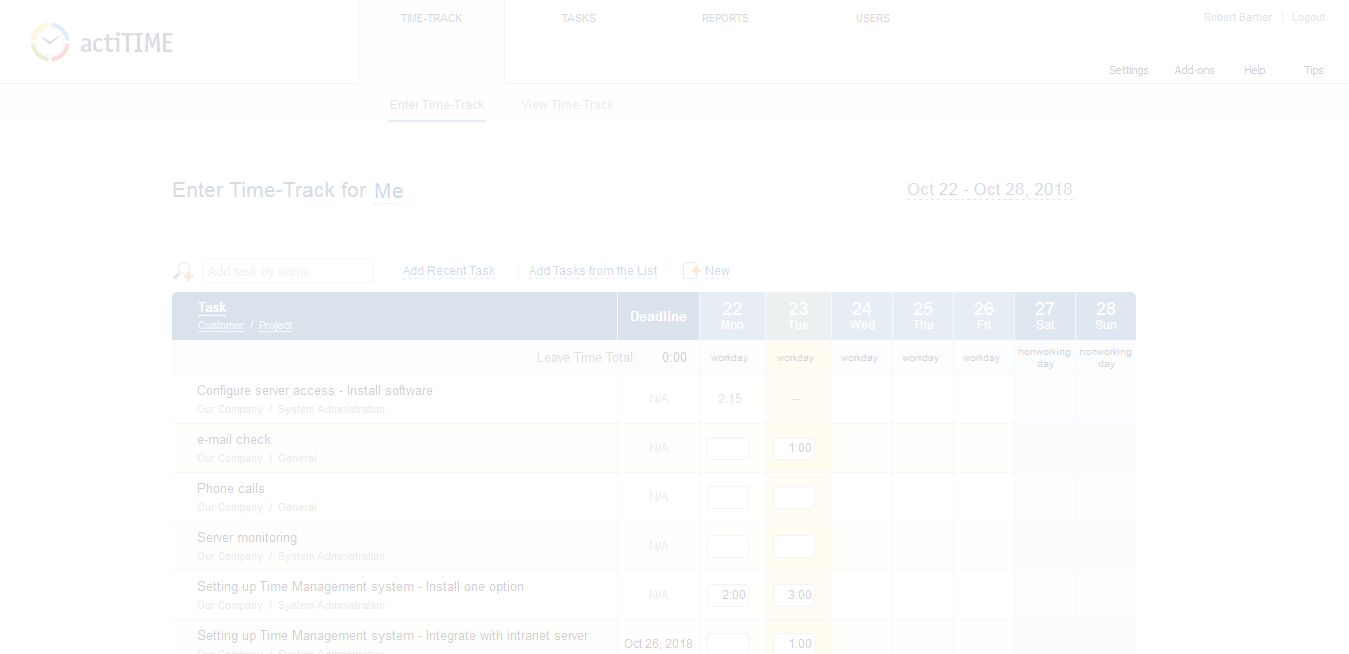 actiTIME
TIME-TRACK TASKS REPORTS USERS
Robert Barber Logout
Settings Add-ons Help Tips
Enter Time-Track View Time-Track
Enter Time-Track for Me Oct 22 - Oct 28, 2018
Add task by name Add Recent Task Add Tasks from the List New
Task
Customer / Project
Deadline
22 Mon
23 Tue
24 Wed
25 Thu
26 Fri
27 Sat
28 Sun
Leave Time Total: 0:00 workday workday workday workday workday nonworking day nonworking day
Configure server access - Install software
Our Company / System Administration
N/A 2:15 --
e-mail check
Our Company / General
N/A 1:00
Phone calls
Our Company / General
N/A
Server monitoring
Our Company / System Administration
N/A
Setting up Time Management system - Install one option
Our Company / System Administration
N/A 2:00 3:00
Setting up Time Management system - Integrate with intranet server
Our Company / System Administration
Oct 26, 2018 1:00